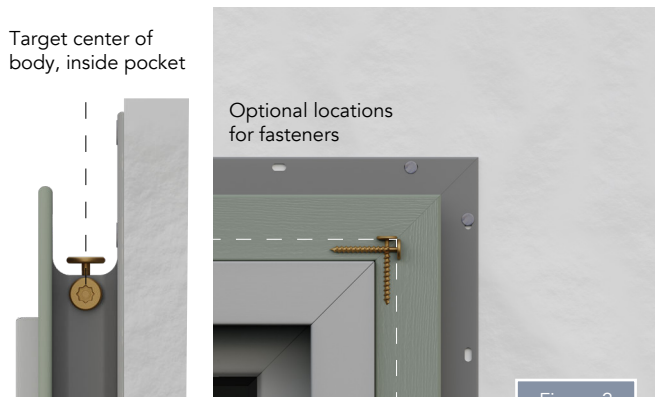 Target center of
body, inside pocket
Optional locations
for fasteners